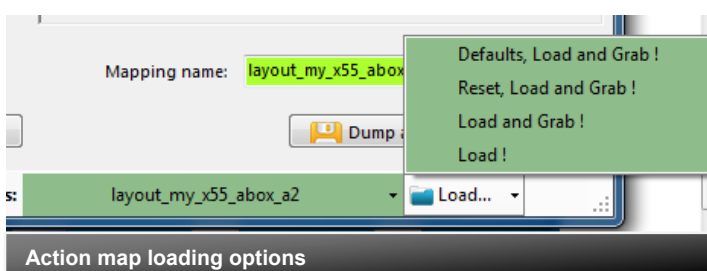 Defaults, Load and Grab !
Mapping name: layout_my_x55_abox
Reset, Load and Grab !
Load and Grab !
Dump
Load !
s: layout_my_x55_abox_a2 Load...
Action map loading options